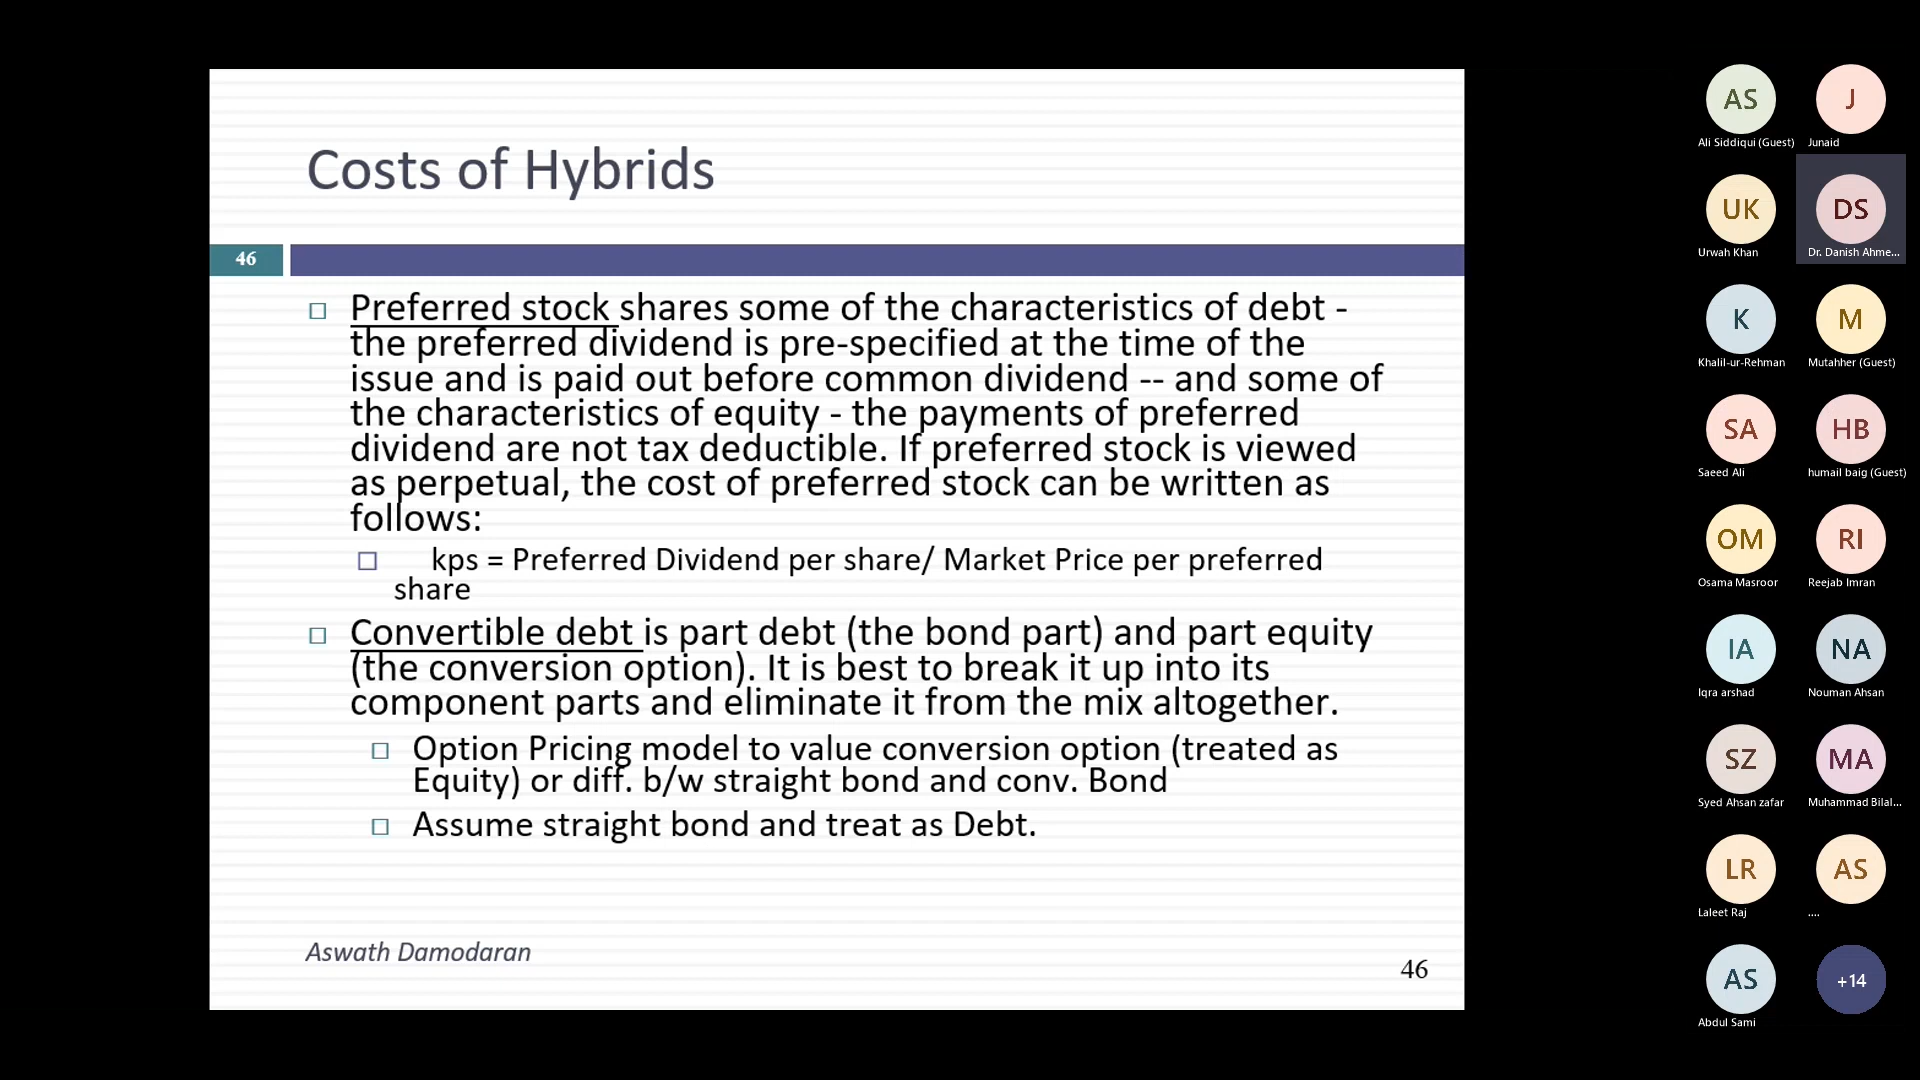 Costs of Hybrids
46
Preferred stock shares some of the characteristics of debt -
the preferred dividend is pre-specified at the time of the
issue and is paid out before common dividend -- and some of
the characteristics of equity - the payments of preferred
dividend are not tax deductible. If preferred stock is viewed
as perpetual, the cost of preferred stock can be written as
follows:
kps = Preferred Dividend per share/ Market Price per preferred
share
Convertible debt is part debt (the bond part) and part equity
(the conversion option). It is best to break it up into its
component parts and eliminate it from the mix altogether.
Option Pricing model to value conversion option (treated as
Equity) or diff. b/w straight bond and conv. Bond
Assume straight bond and treat as Debt.
Aswath Damodaran
46
AS
Ali Siddiqui (Guest)
J
Junaid
UK
Urwah Khan
DS
Dr. Danish Ahme...
K
Khalil-ur-Rehman
M
Mutahher (Guest)
SA
Saeed Ali
HB
humail baig (Guest)
OM
Osama Masroor
RI
Reejab Imran
IA
Iqra arshad
NA
Nouman Ahsan
SZ
Syed Ahsan zafar
MA
Muhammad Bilal...
LR
Laleet Raj
AS
....
AS
Abdul Sami
+14